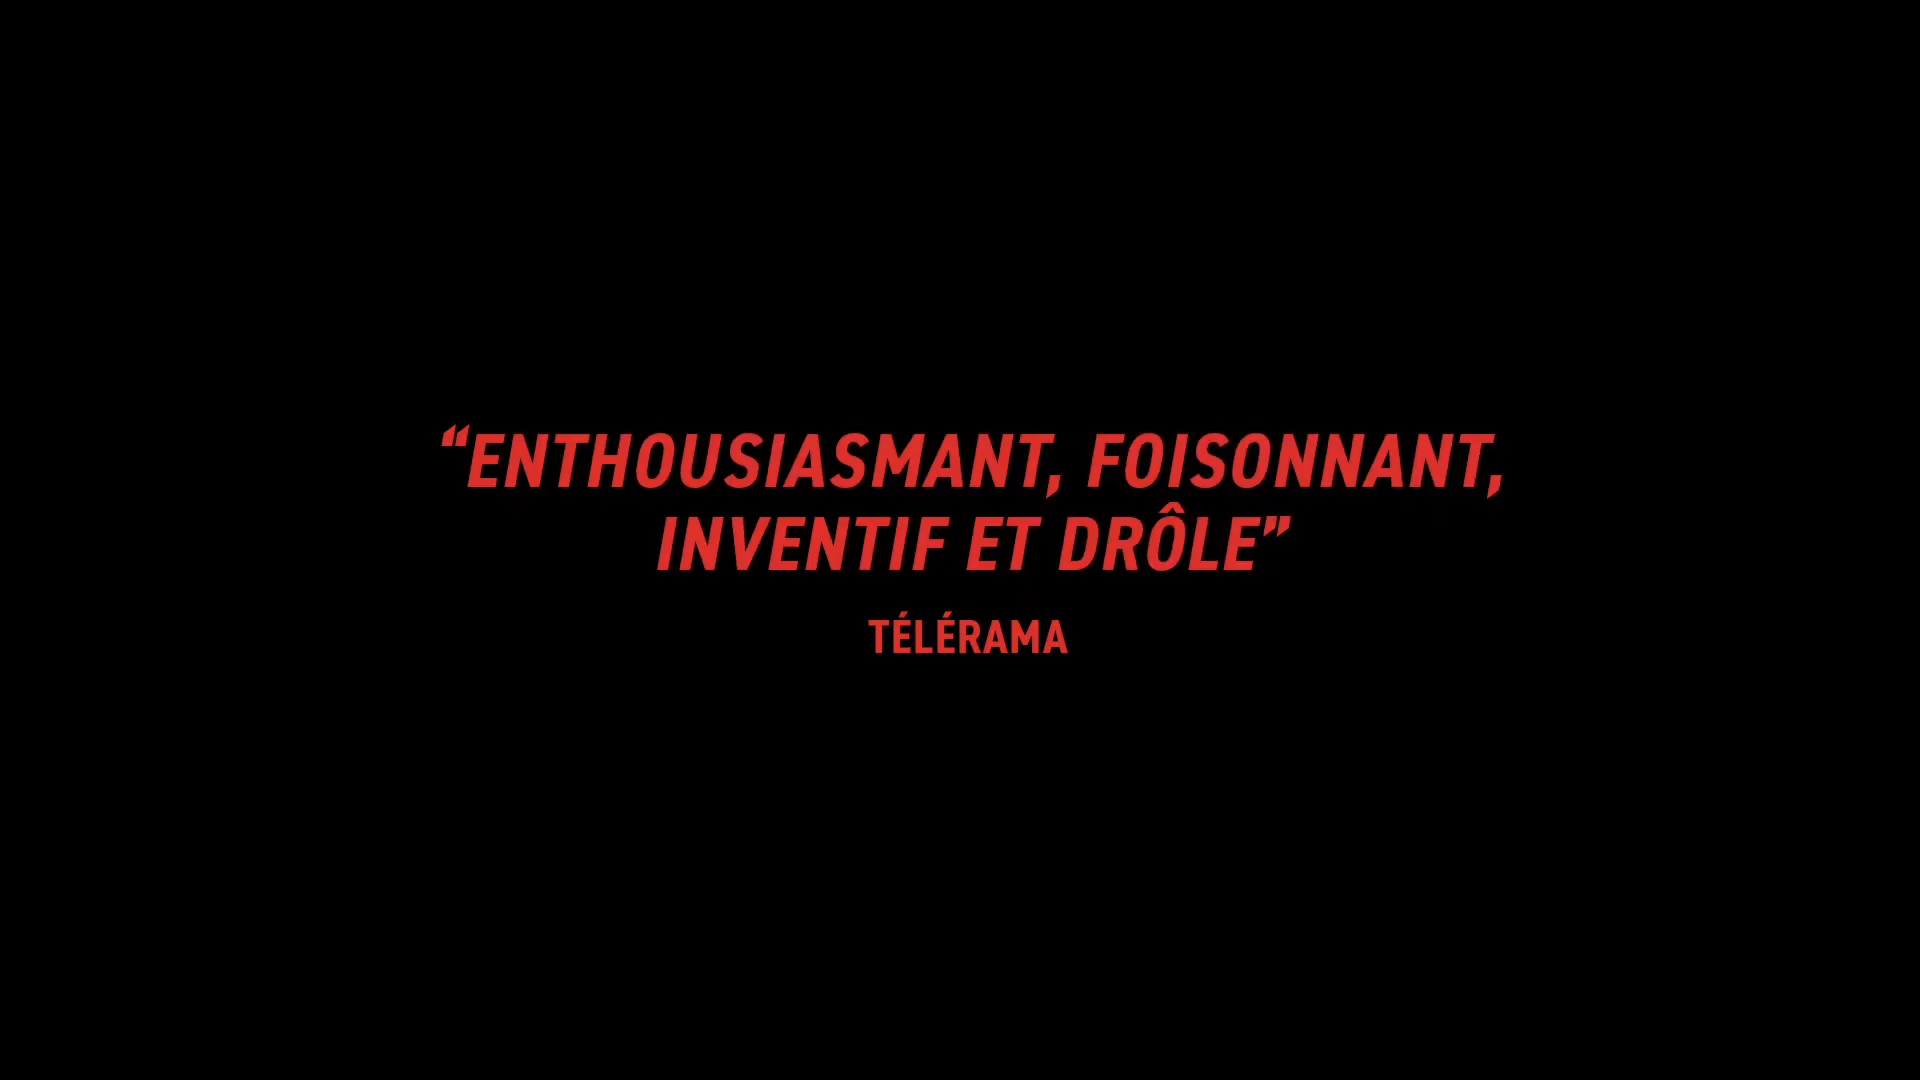 “ENTHOUSIASMANT, FOISONNANT,
INVENTIF ET DRÔLE”
TÉLÉRAMA